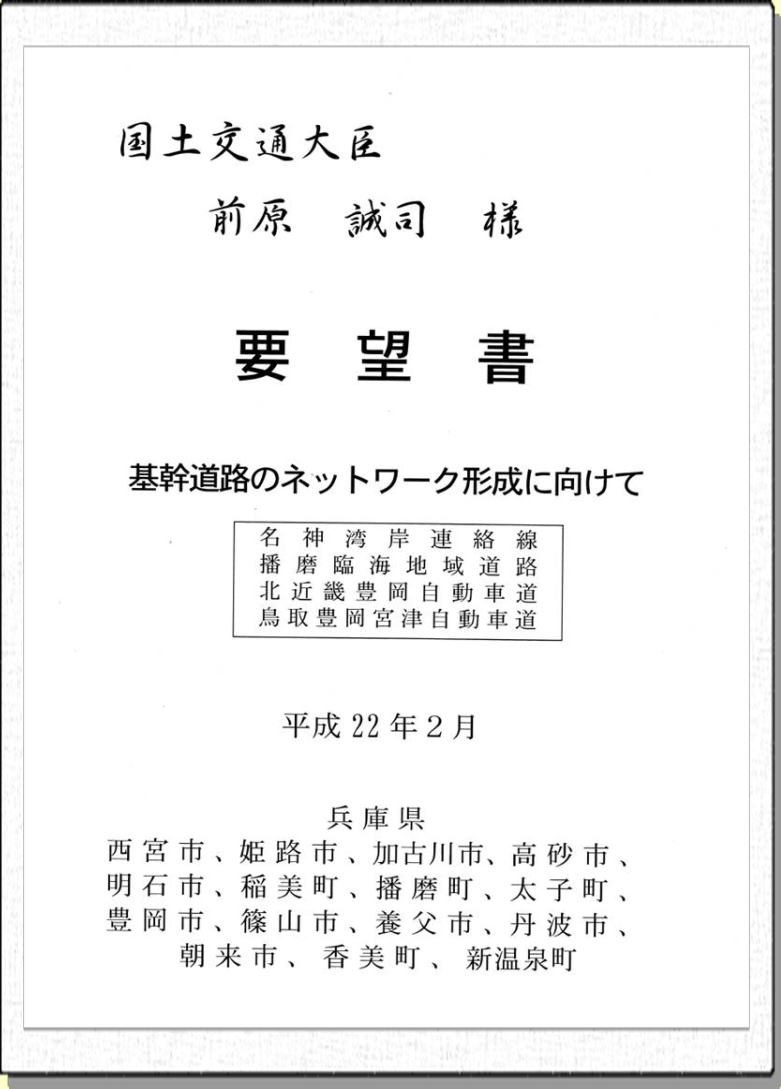 国土交通大臣
前原 誠司 様
要望書
基幹道路のネットワーク形成に向けて
名神湾岸連絡線
播磨臨海地域道路
北近畿豊岡自動車道
鳥取豊岡宮津自動車道
平成22年2月
兵庫県
西宮市、姫路市、加古川市、高砂市、
明石市、稲美町、播磨町、太子町、
豊岡市、篠山市、養父市、丹波市、
朝来市、香美町、新温泉町